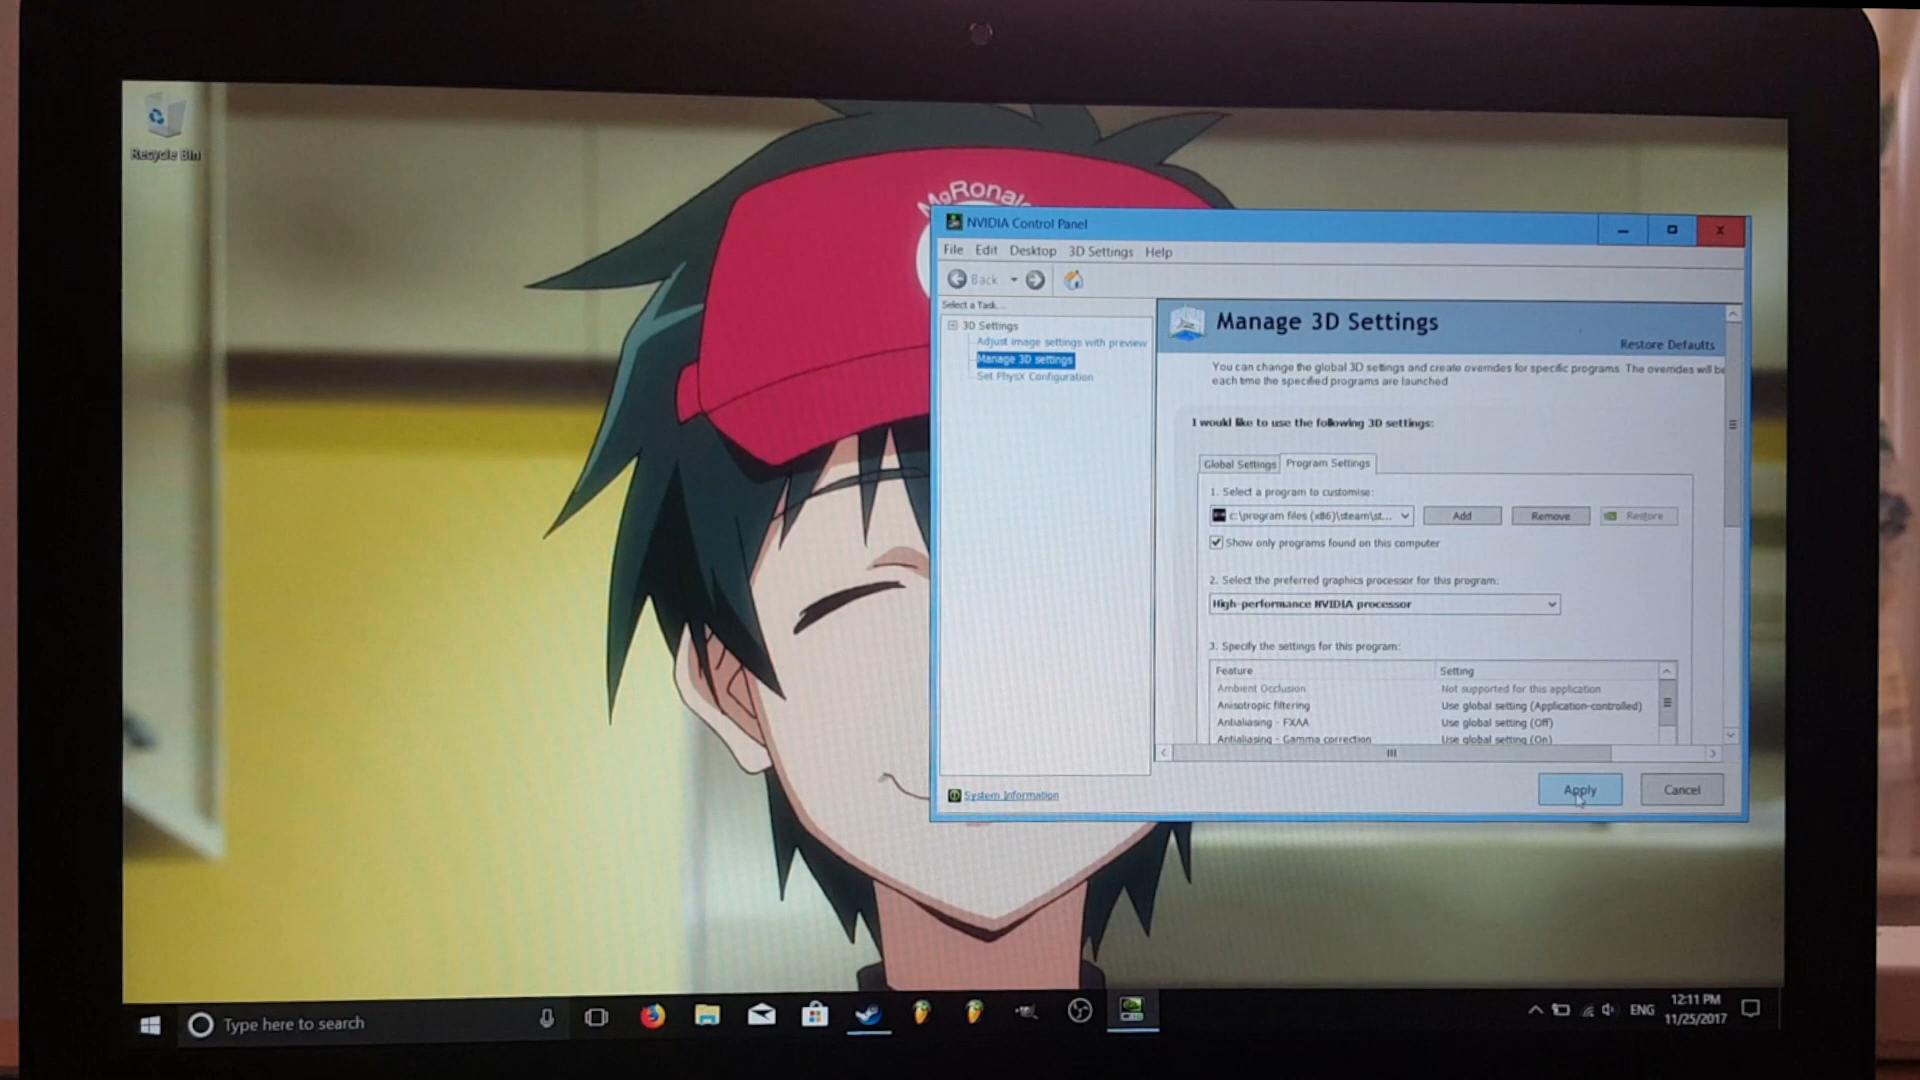 Recycle Bin
MgRonal
NVIDIA Control Panel
File Edit Desktop 3D Settings Help
Back
Select a Task...
3D Settings
Adjust image settings with preview
Manage 3D settings
Set PhysX Configuration
System Information
Manage 3D Settings
Restore Defaults
You can change the global 3D settings and create overrides for specific programs. The overrides will be
each time the specified programs are launched
I would like to use the following 3D settings:
Global Settings Program Settings
1. Select a program to customise:
c:\program files (x86)\steam\st... Add Remove Restore
Show only programs found on this computer
2. Select the preferred graphics processor for this program:
High-performance NVIDIA processor
3. Specify the settings for this program:
Feature Setting
Ambient Occlusion Not supported for this application
Anisotropic filtering Use global setting (Application-controlled)
Antialiasing - FXAA Use global setting (Off)
Antialiasing - Gamma correction Use global setting (On)
Apply Cancel
Type here to search
ENG
12:11 PM
11/25/2017